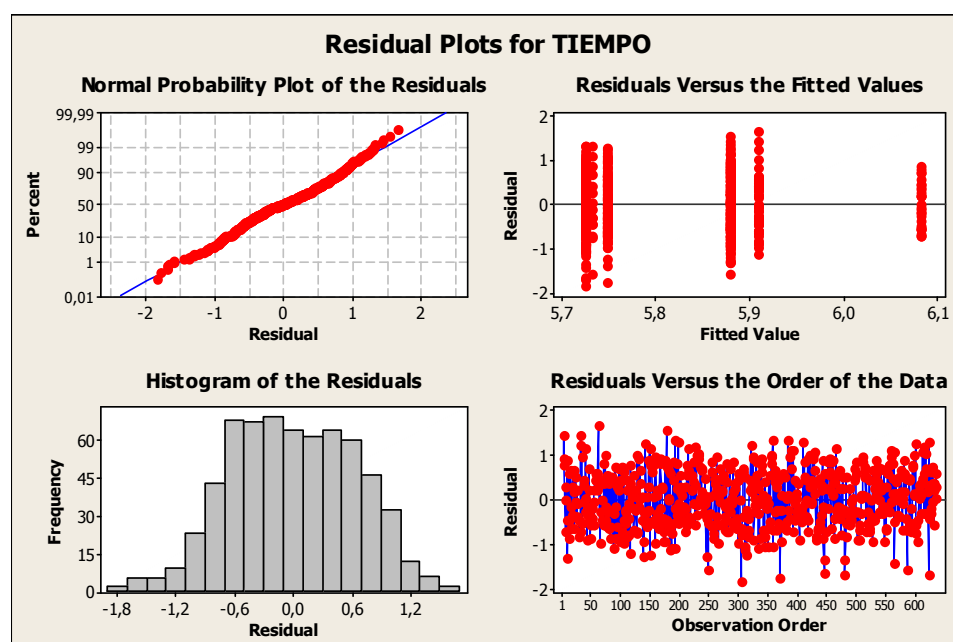 Residual Plots for TIEMPO
Normal Probability Plot of the Residuals
99,99
99
90
50
10
1
0,01
Percent
-2 -1 0 1 2
Residual
Residuals Versus the Fitted Values
2
1
0
-1
-2
Residual
5,7 5,8 5,9 6,0 6,1
Fitted Value
Histogram of the Residuals
60
45
30
15
0
Frequency
-1,8 -1,2 -0,6 0,0 0,6 1,2
Residual
Residuals Versus the Order of the Data
2
1
0
-1
-2
Residual
1 50 100 150 200 250 300 350 400 450 500 550 600
Observation Order